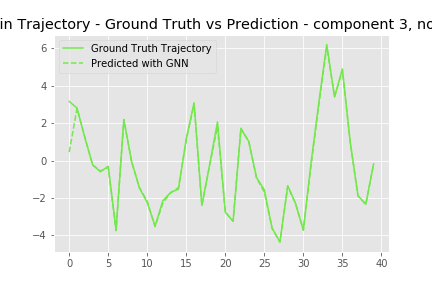 in Trajectory - Ground Truth vs Prediction - component 3, no
Ground Truth Trajectory
Predicted with GNN
6
4
2
0
−2
−4
0 5 10 15 20 25 30 35 40